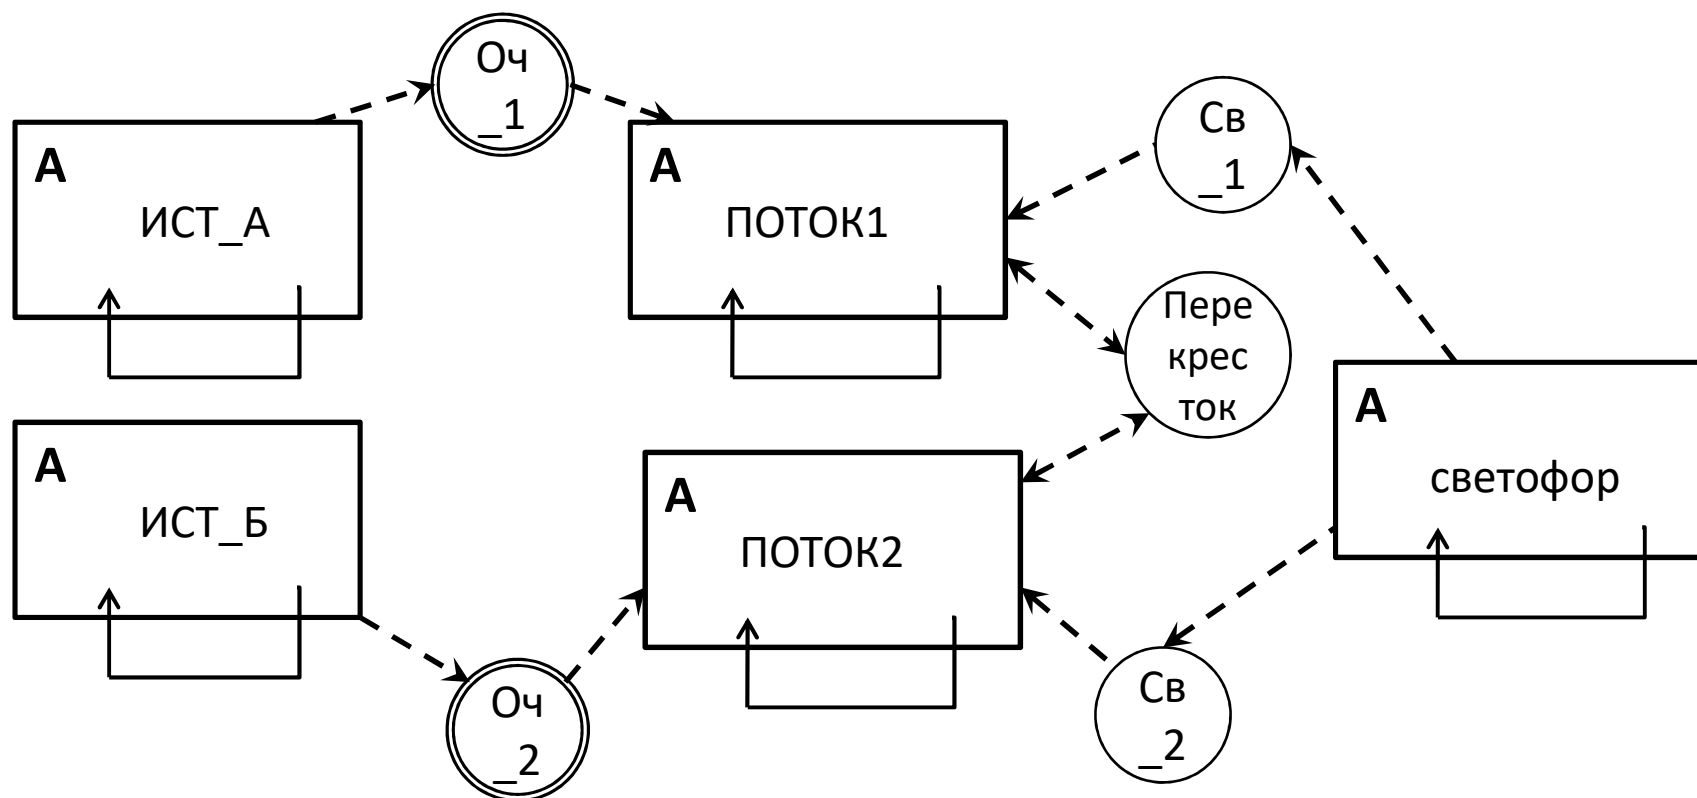 Оч
_1
А
ИСТ_А
А
ПОТОК1
Св
_1
Пере
крес
ток
А
светофор
А
ИСТ_Б
А
ПОТОК2
Оч
_2
Св
_2